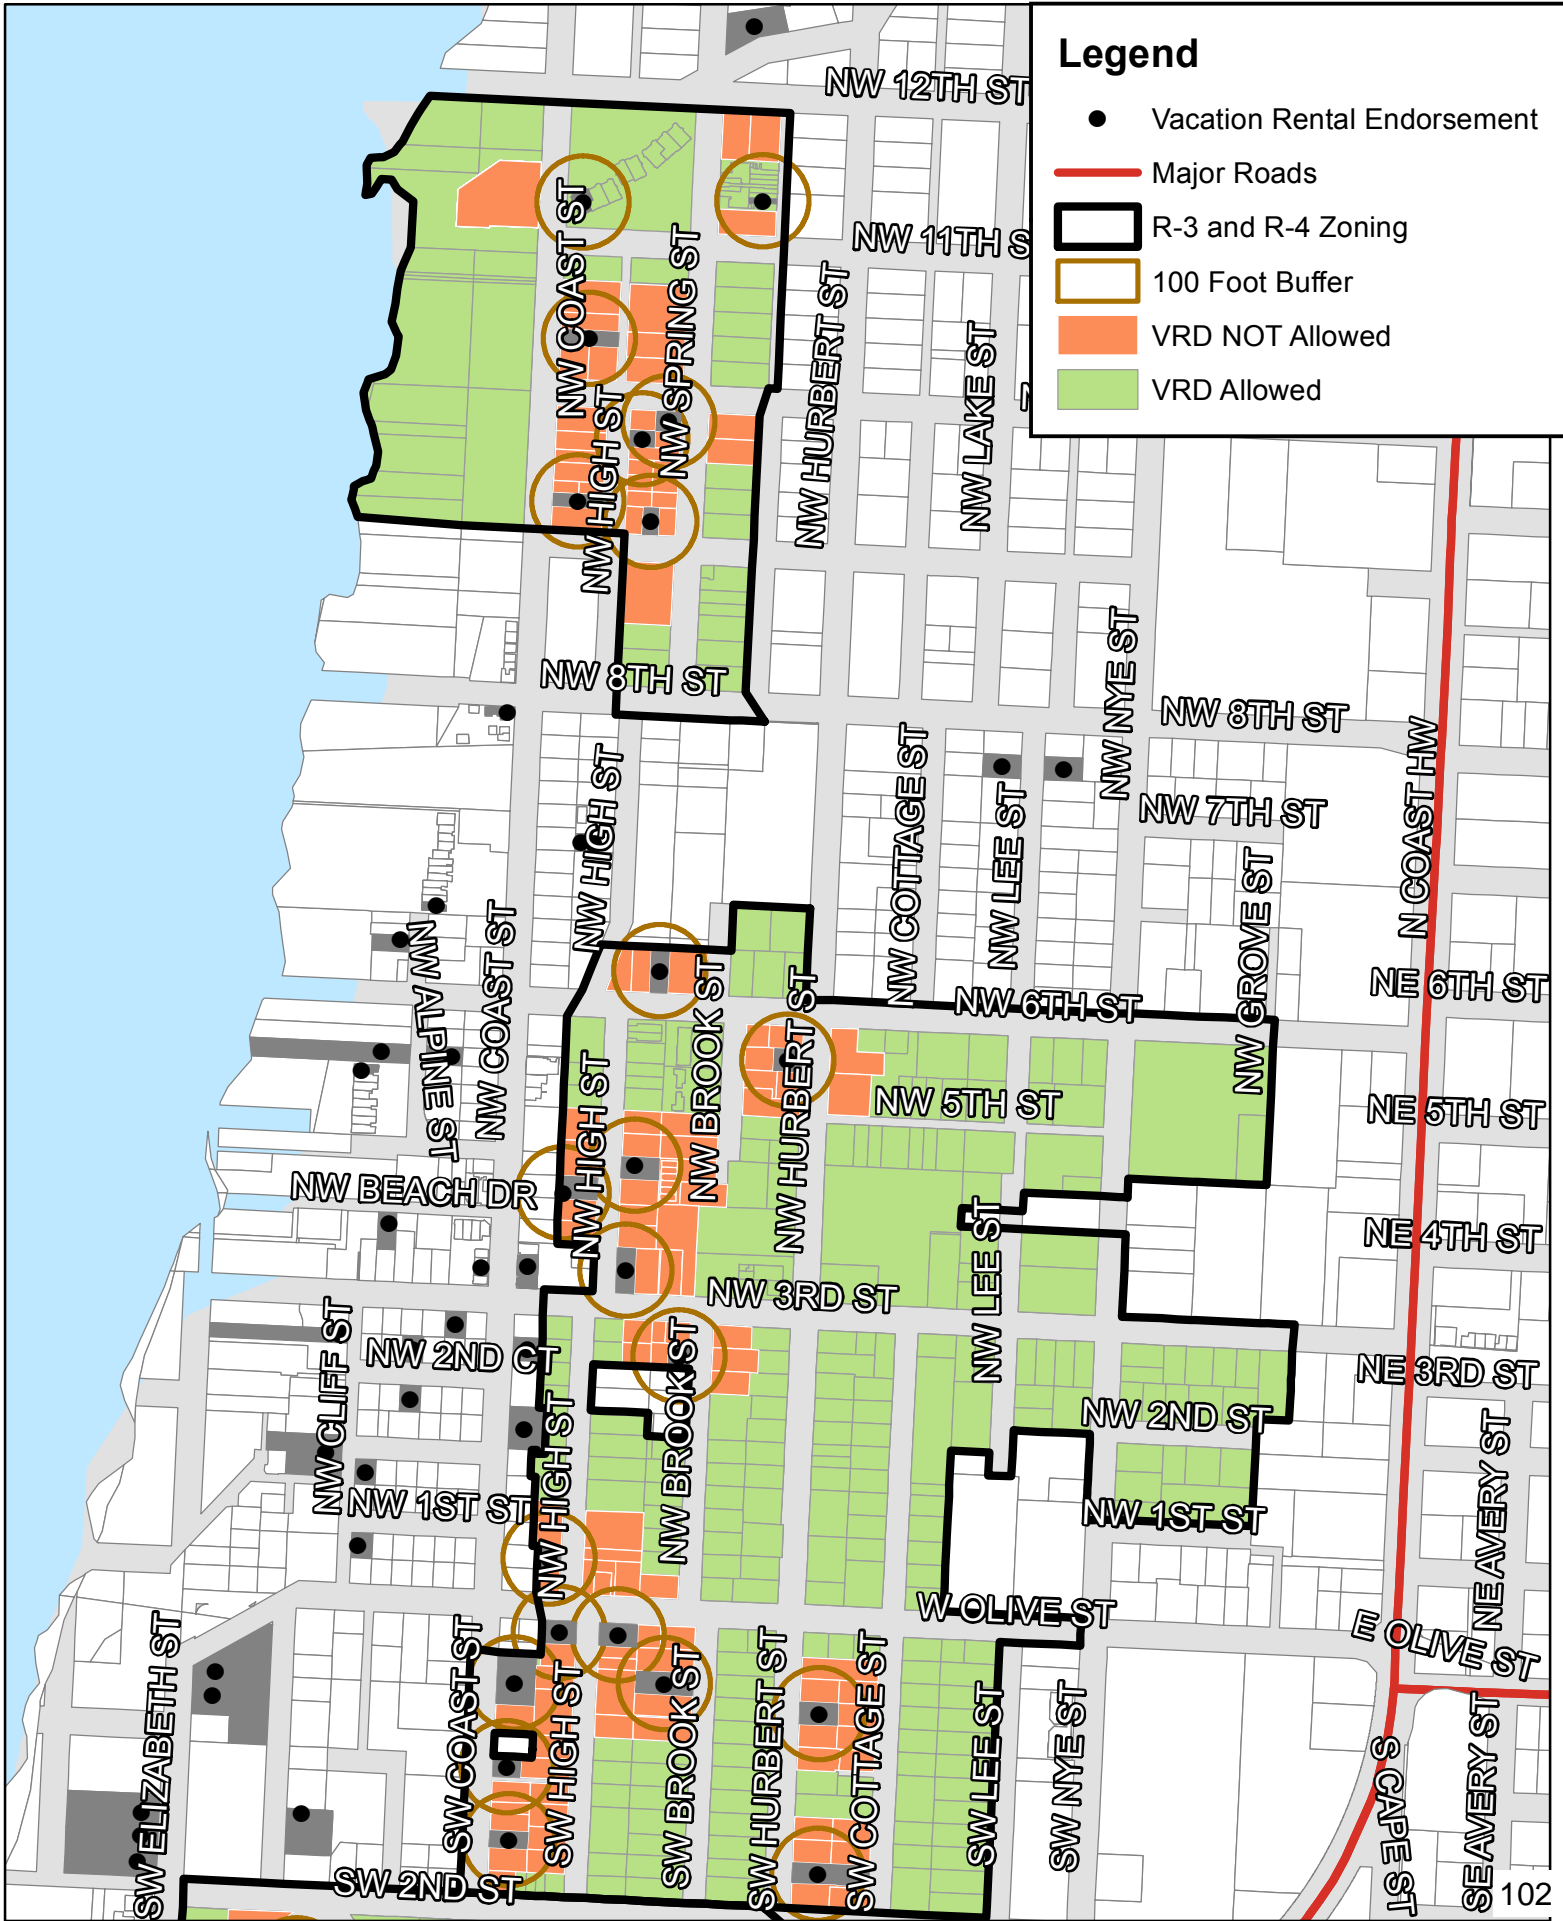 Legend
Vacation Rental Endorsement
Major Roads
R-3 and R-4 Zoning
100 Foot Buffer
VRD NOT Allowed
VRD Allowed
NW 12TH ST
NW 11TH S
N
NW COAST ST
NW SPRING ST
NW HIGH ST
NW HURBERT ST
NW LAKE ST
NW 8TH ST
NW NYE ST
NW 8TH ST
NW 7TH ST
N COAST HW
NW HIGH ST
NW COTTAGE ST
NW LEE ST
NW GROVE ST
NW ALPINE ST
NW COAST ST
NW BROOK ST
NW HURBERT ST
NW 6TH ST
NE 6TH ST
NW HIGH ST
NW 5TH ST
NE 5TH ST
NW BEACH DR
NW LEE ST
NE 4TH ST
NW 3RD ST
NW CLIFF ST
NW 2ND CT
NW BROOK ST
NE 3RD ST
NW HIGH ST
NW 2ND ST
NE AVERY ST
NW 1ST ST
NW 1ST ST
W OLIVE ST
E OLIVE ST
SW ELIZABETH ST
SW COAST ST
SW HIGH ST
SW BROOK ST
SW HURBERT ST
SW COTTAGE ST
SW LEE ST
SW NYE ST
S CAPE ST
SE AVERY ST
SW 2ND ST
102